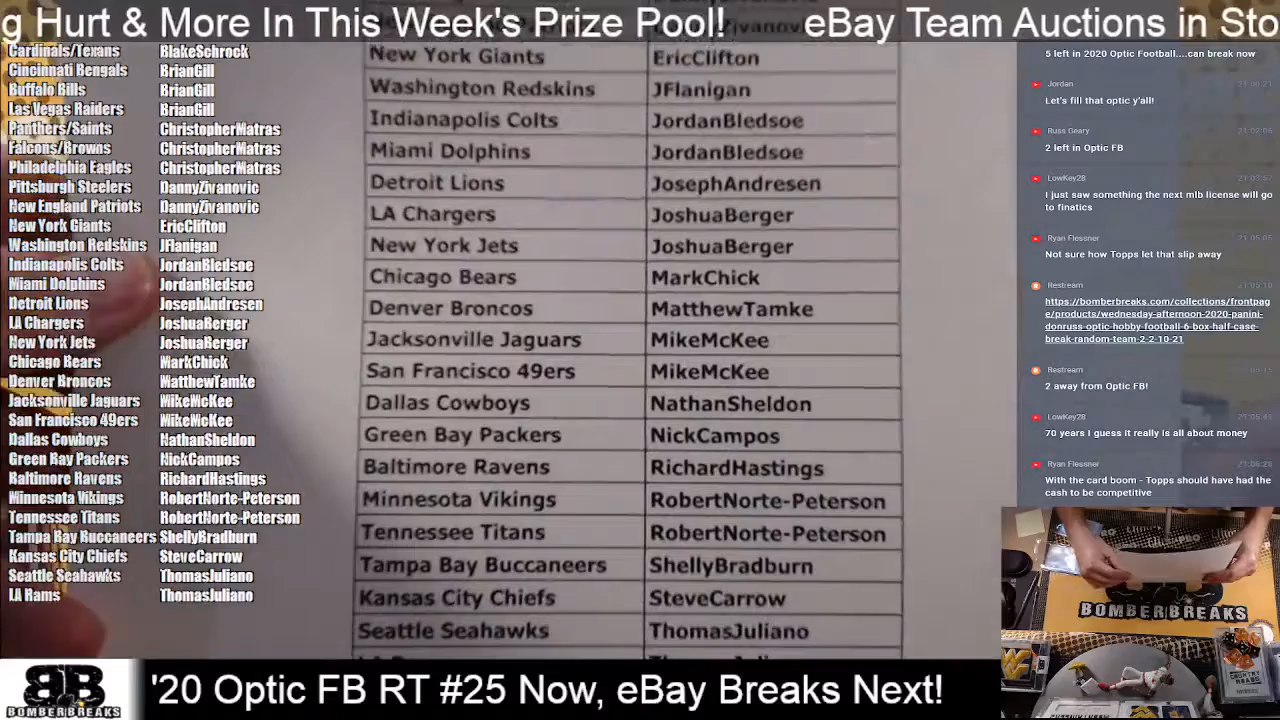 g Hurt & More In This Week's Prize Pool!
eBay Team Auctions in Sto
Cardinals/Texans BlakeSchrock
Cincinnati Bengals BrianGill
Buffalo Bills BrianGill
Las Vegas Raiders BrianGill
Panthers/Saints ChristopherMatras
Falcons/Browns ChristopherMatras
Philadelphia Eagles ChristopherMatras
Pittsburgh Steelers DannyZivanovic
New England Patriots DannyZivanovic
New York Giants EricClifton
Washington Redskins JFlanigan
Indianapolis Colts JordanBledsoe
Miami Dolphins JordanBledsoe
Detroit Lions JosephAndresen
LA Chargers JoshuaBerger
New York Jets JoshuaBerger
Chicago Bears MarkChick
Denver Broncos MatthewTamke
Jacksonville Jaguars MikeMcKee
San Francisco 49ers MikeMcKee
Dallas Cowboys NathanSheldon
Green Bay Packers NickCampos
Baltimore Ravens RichardHastings
Minnesota Vikings RobertNorte-Peterson
Tennessee Titans RobertNorte-Peterson
Tampa Bay Buccaneers ShellyBradburn
Kansas City Chiefs SteveCarrow
Seattle Seahawks ThomasJuliano
LA Rams ThomasJuliano
New York Giants EricClifton
Washington Redskins JFlanigan
Indianapolis Colts JordanBledsoe
Miami Dolphins JordanBledsoe
Detroit Lions JosephAndresen
LA Chargers JoshuaBerger
New York Jets JoshuaBerger
Chicago Bears MarkChick
Denver Broncos MatthewTamke
Jacksonville Jaguars MikeMcKee
San Francisco 49ers MikeMcKee
Dallas Cowboys NathanSheldon
Green Bay Packers NickCampos
Baltimore Ravens RichardHastings
Minnesota Vikings RobertNorte-Peterson
Tennessee Titans RobertNorte-Peterson
Tampa Bay Buccaneers ShellyBradburn
Kansas City Chiefs SteveCarrow
Seattle Seahawks ThomasJuliano
5 left in 2020 Optic Football....can break now
Jordan
Let's fill that optic y'all!
Russ Geary
2 left in Optic FB
LowKey28
I just saw something the next mlb license will go
to finatics
Ryan Flessner
Not sure how Topps let that slip away
Restream
https://bomberbreaks.com/collections/frontpag
e/products/wednesday-afternoon-2020-panini-
donruss-optic-hobby-football-6-box-half-case-
break-random-team-2-2-10-21
Restream
2 away from Optic FB!
LowKey28
70 years I guess it really is all about money
Ryan Flessner
With the card boom - Topps should have had the
cash to be competitive
BOMBERBREAKS
BB
BOMBERBREAKS
'20 Optic FB RT #25 Now, eBay Breaks Next!